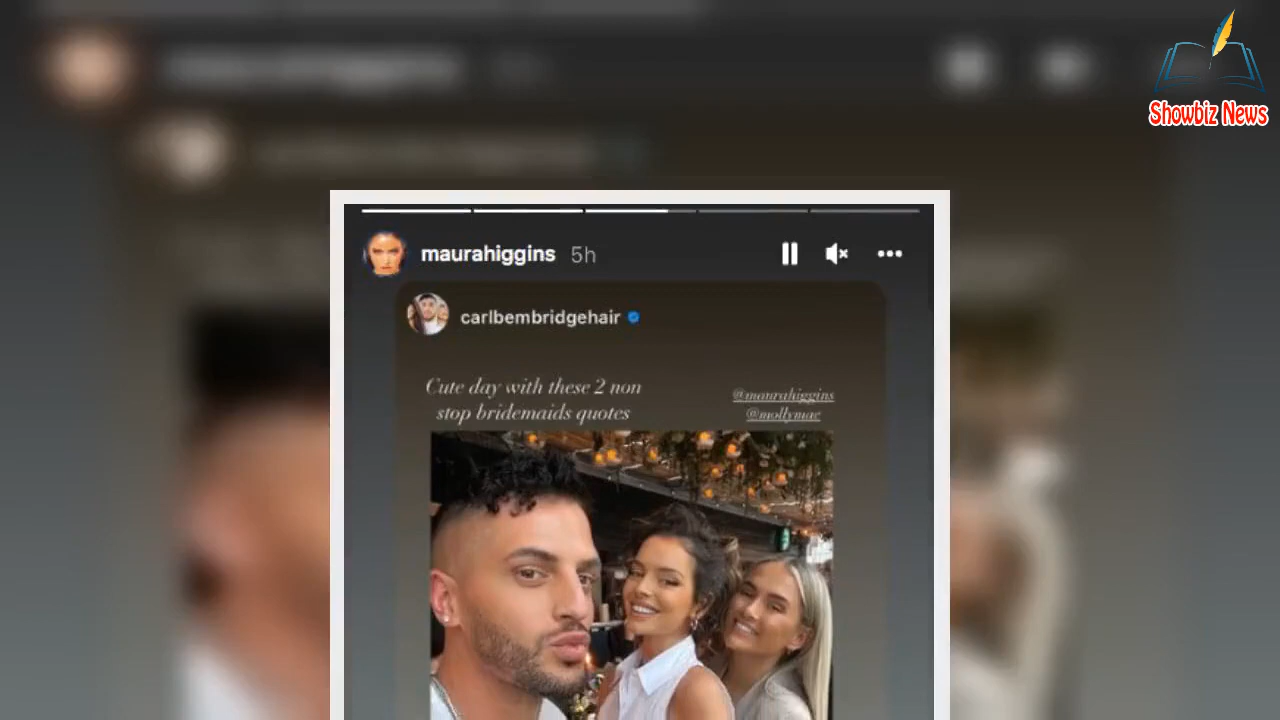 Showbiz News
maurahiggins 5h
carlbembridgehair
Cute day with these 2 non
stop bridemaids quotes
@maurahiggins
@mollymae